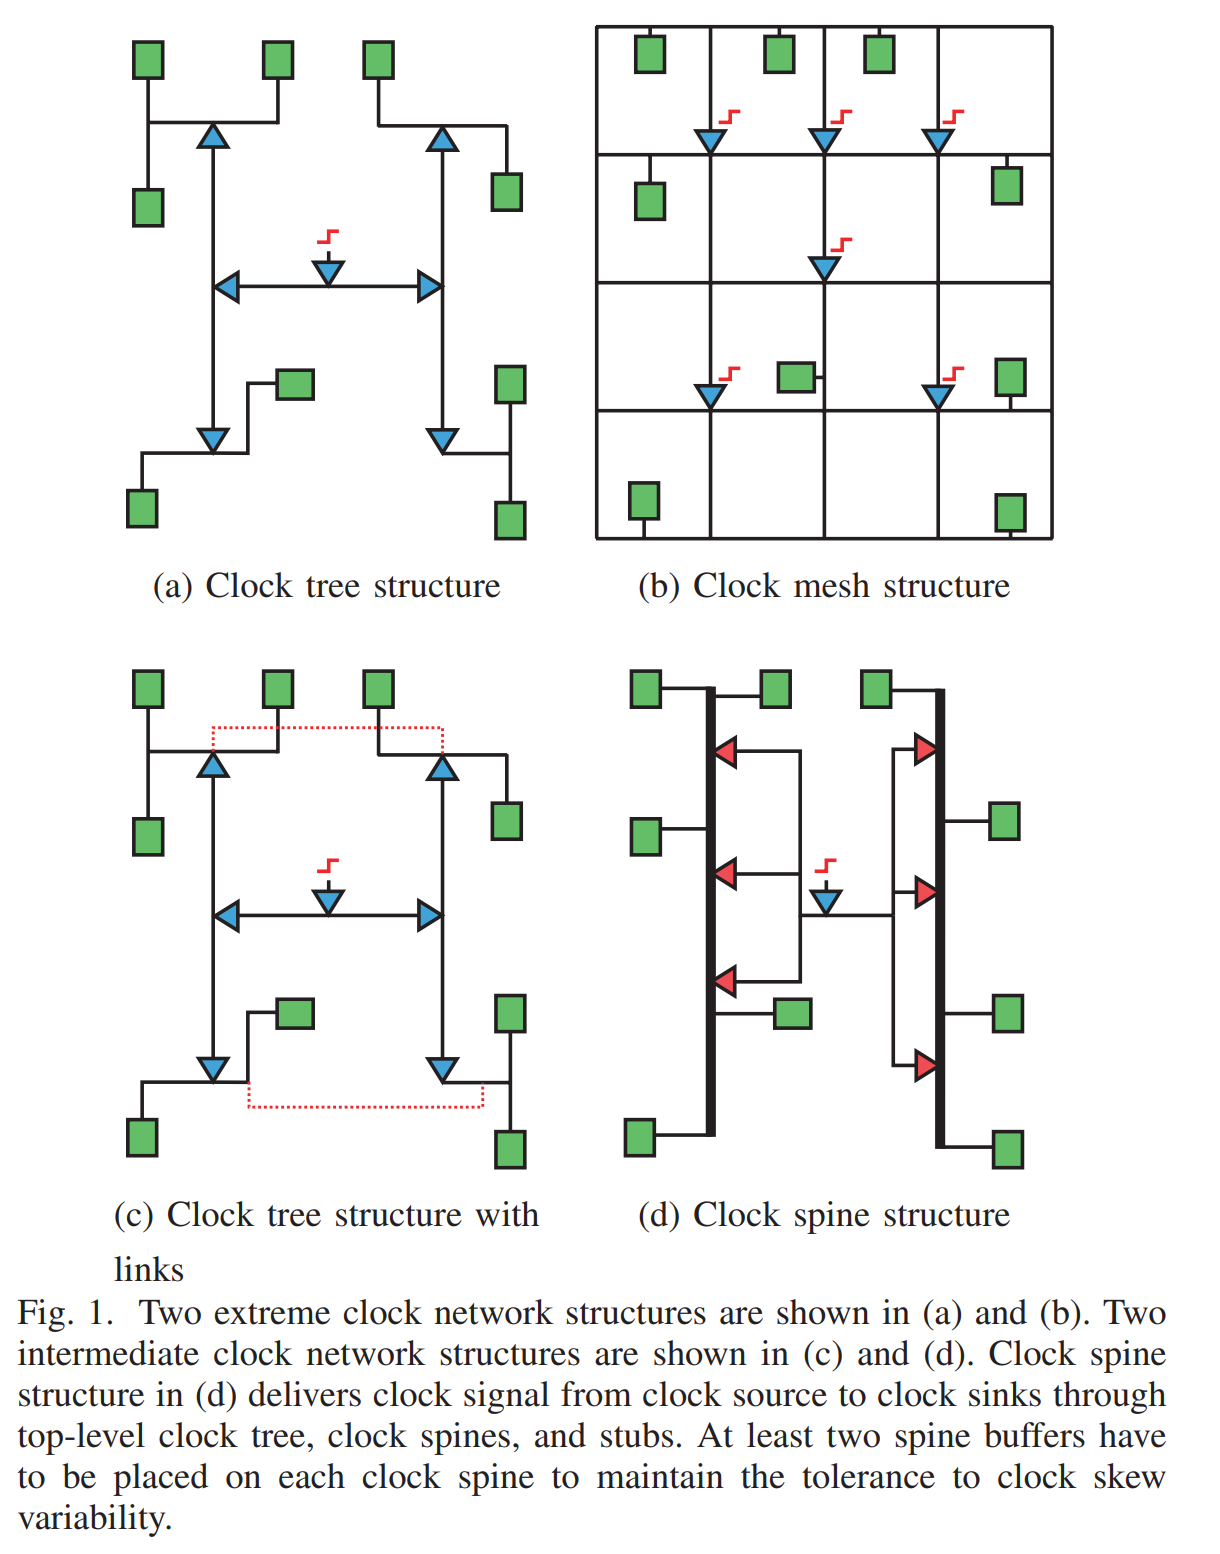 (a) Clock tree structure
(b) Clock mesh structure
(c) Clock tree structure with
links
(d) Clock spine structure
Fig. 1. Two extreme clock network structures are shown in (a) and (b). Two
intermediate clock network structures are shown in (c) and (d). Clock spine
structure in (d) delivers clock signal from clock source to clock sinks through
top-level clock tree, clock spines, and stubs. At least two spine buffers have
to be placed on each clock spine to maintain the tolerance to clock skew
variability.